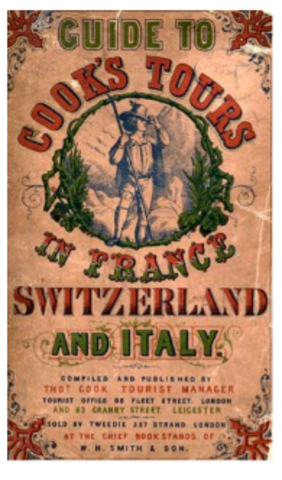 GUIDE TO
COOK'S TOURS
IN FRANCE
SWITZERLAND
AND ITALY.
COMPILED AND PUBLISHED BY
THOS COOK TOURIST MANAGER
TOURIST OFFICE 98 FLEET STREET. LONDON
AND 63 GRANBY STREET. LEICESTER
SOLD BY TWEEDIE 337 STRAND LONDON
AT THE CHIEF BOOKSTANDS OF
W. H. SMITH & SON.